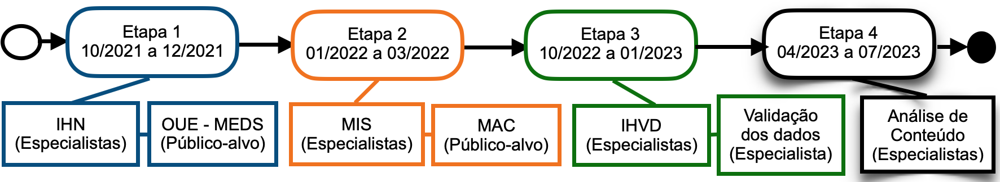 Etapa 1
10/2021 a 12/2021
Etapa 2
01/2022 a 03/2022
Etapa 3
10/2022 a 01/2023
Etapa 4
04/2023 a 07/2023
IHN
(Especialistas)
OUE - MEDS
(Público-alvo)
MIS
(Especialistas)
MAC
(Público-alvo)
IHVD
(Especialistas)
Validação
dos dados
(Especialista)
Análise de
Conteúdo
(Especialistas)